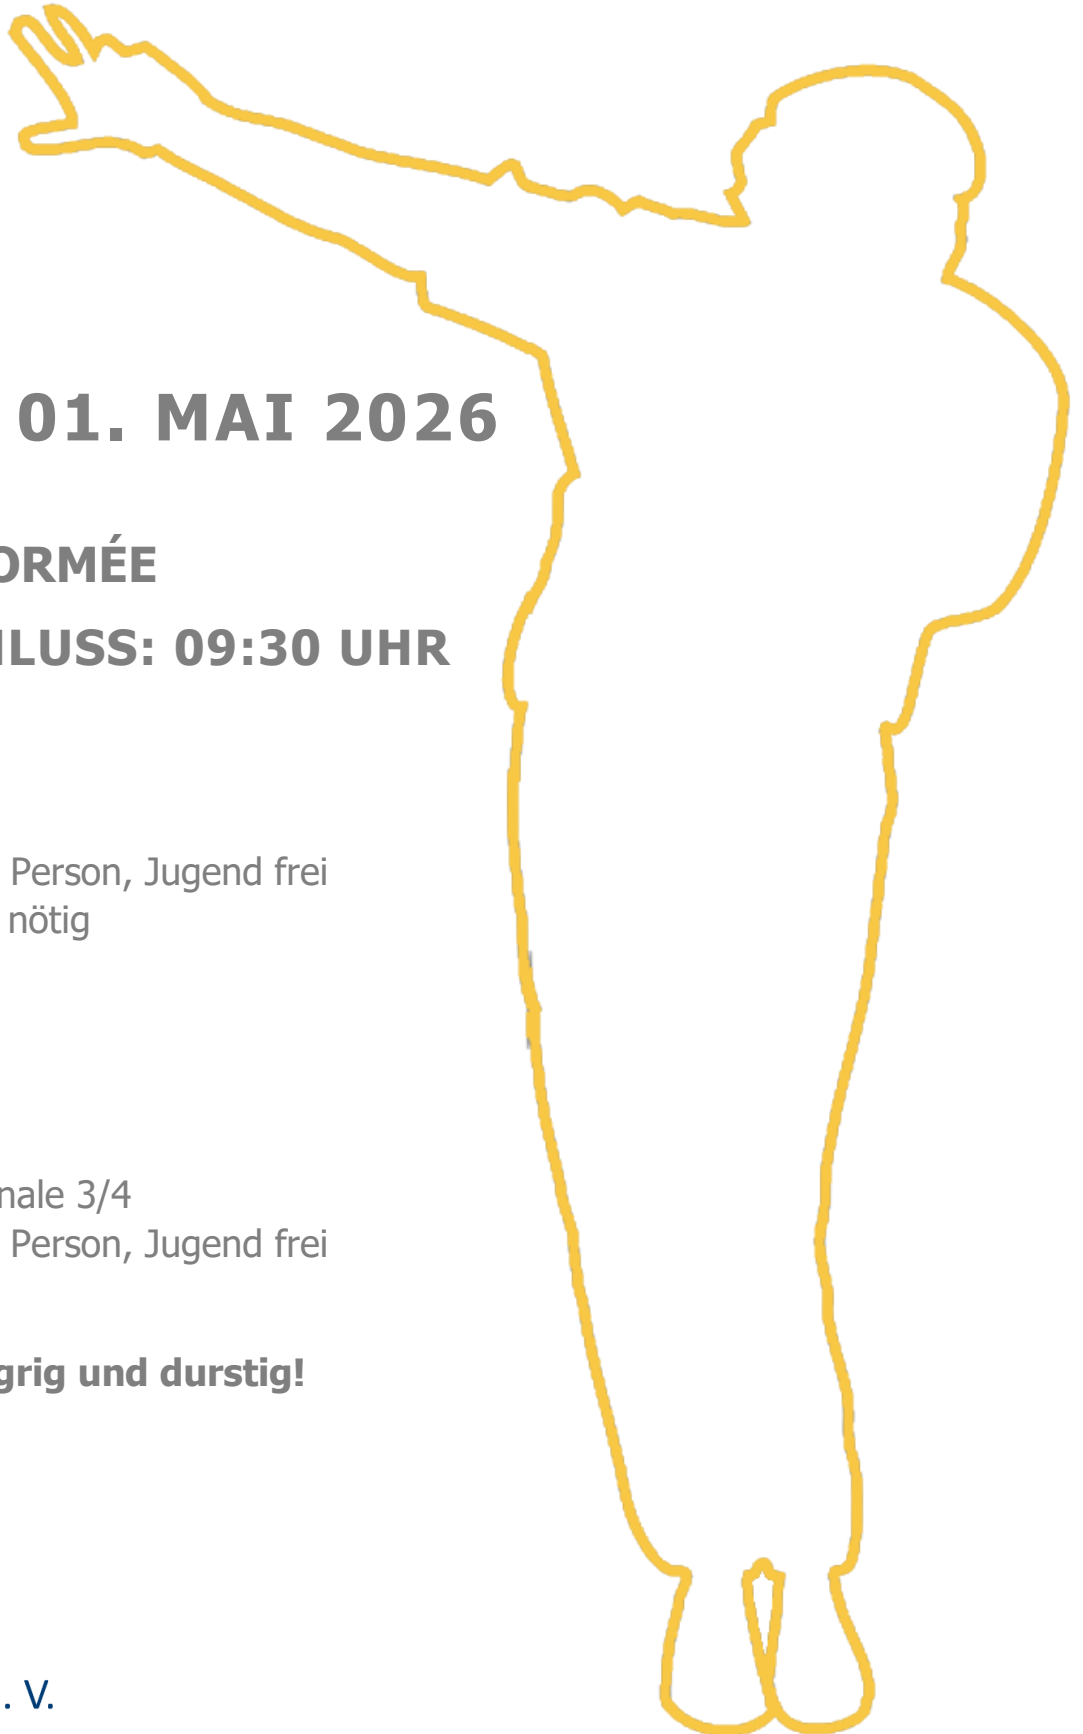 01. MAI 2026
ORMÉE
LUSS: 09:30 UHR
Person, Jugend frei
nötig
nale 3/4
Person, Jugend frei
grig und durstig!
. V.